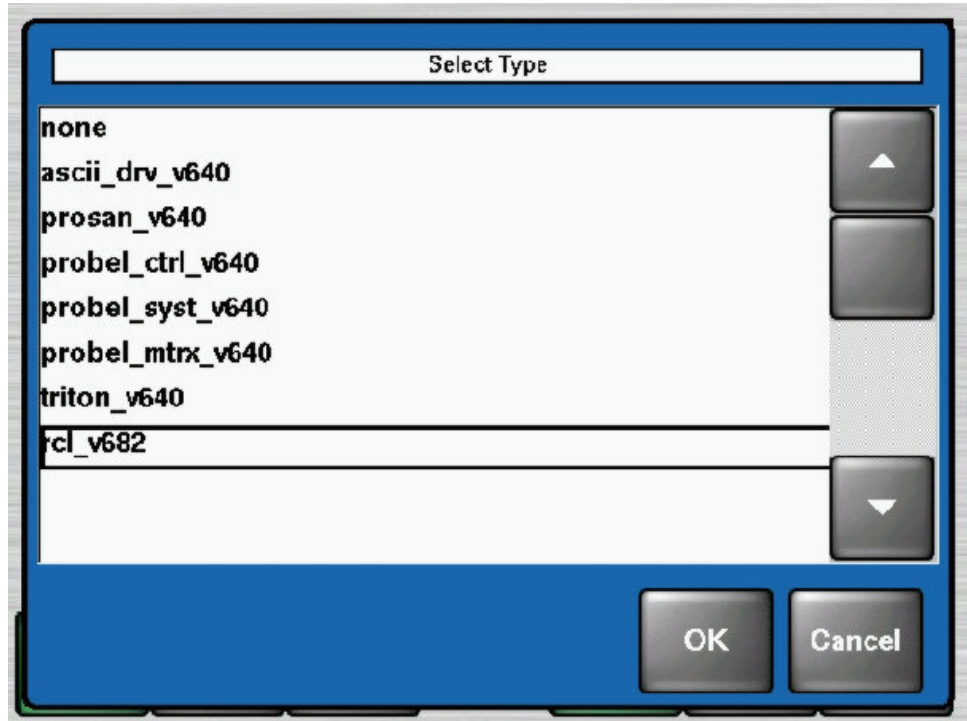 Select Type
none
ascii_drv_v640
prosan_v640
probel_ctrl_v640
probel_syst_v640
probel_mtrx_v640
triton_v640
rcl_v682
OK
Cancel